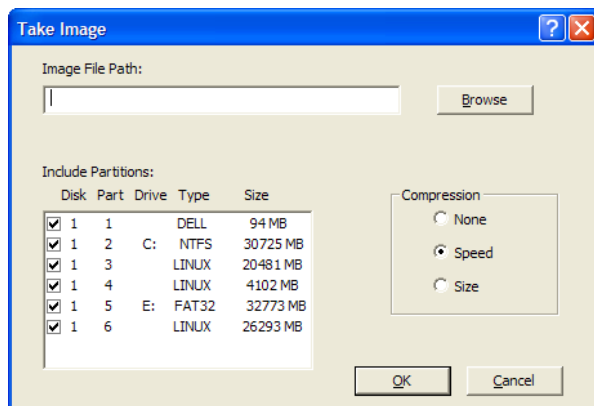 Take Image
Image File Path:
Browse
Include Partitions:
Disk Part Drive Type Size
1 1 DELL 94 MB
1 2 C: NTFS 30725 MB
1 3 LINUX 20481 MB
1 4 LINUX 4102 MB
1 5 E: FAT32 32773 MB
1 6 LINUX 26293 MB
Compression
None
Speed
Size
OK
Cancel